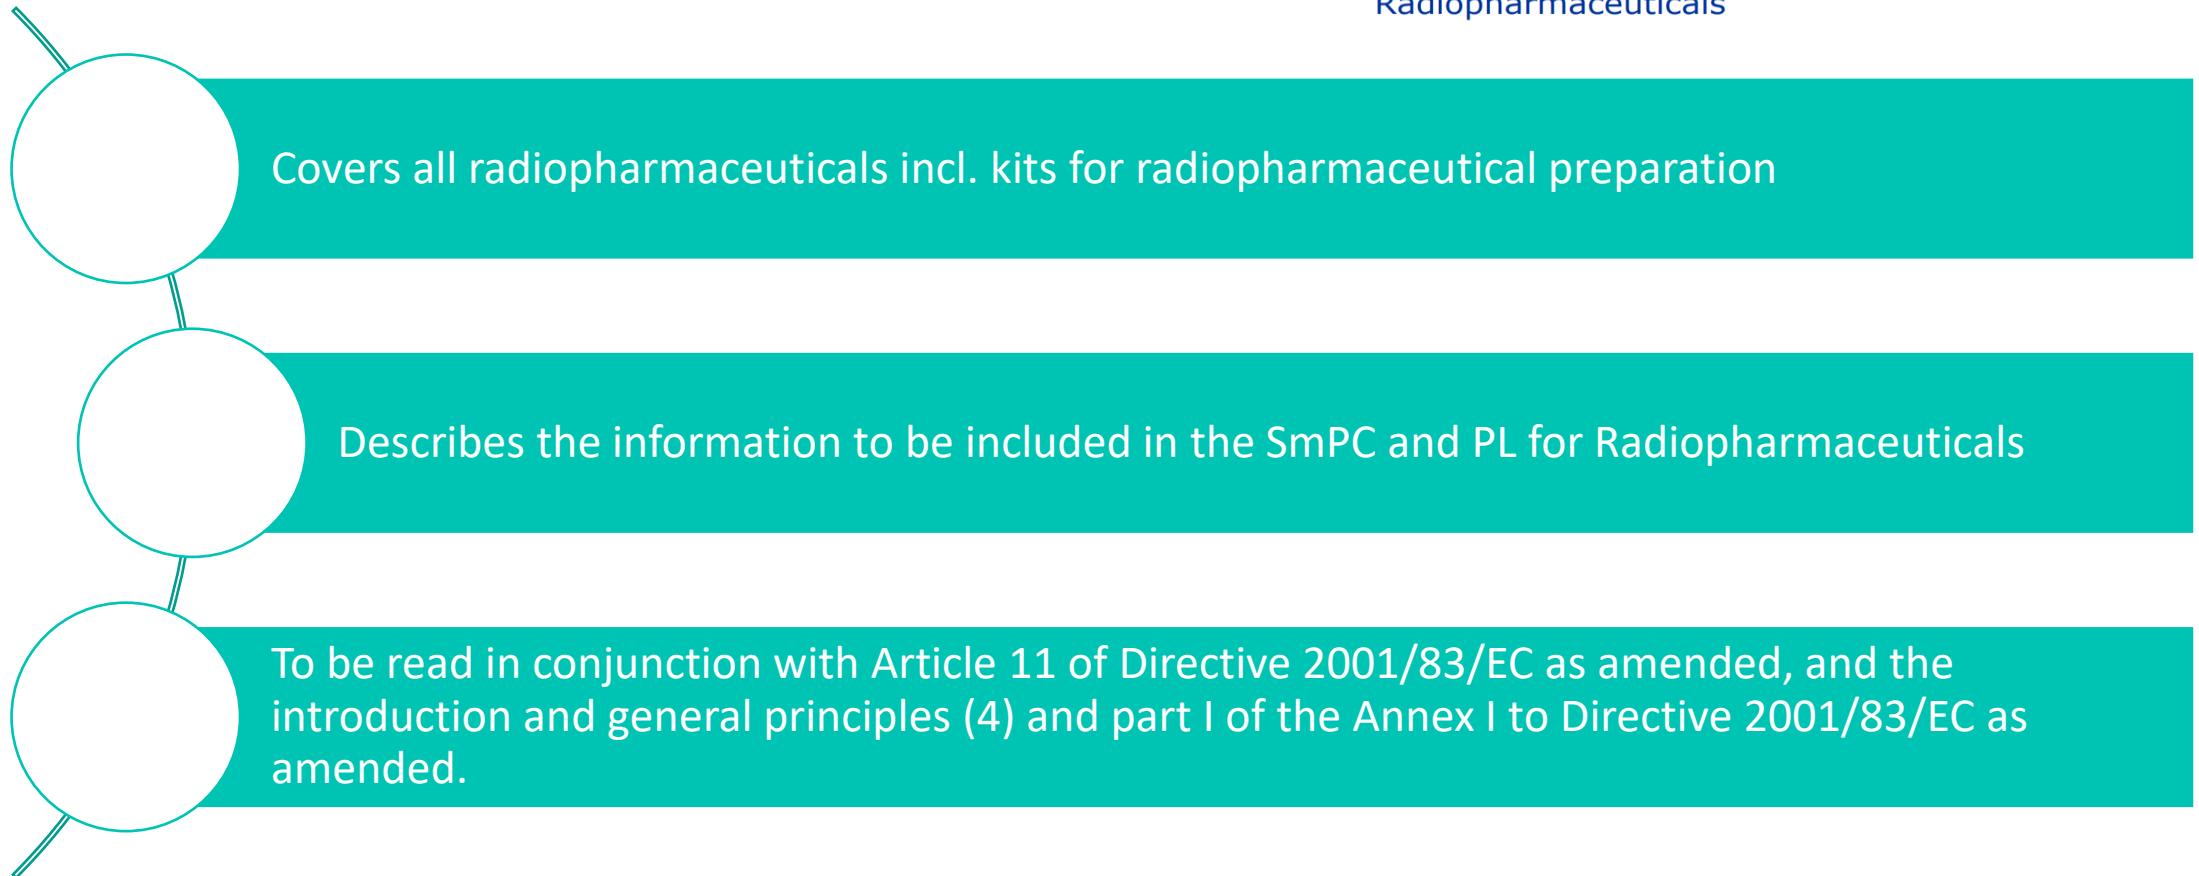 Radiopharmaceuticals
Covers all radiopharmaceuticals incl. kits for radiopharmaceutical preparation
Describes the information to be included in the SmPC and PL for Radiopharmaceuticals
To be read in conjunction with Article 11 of Directive 2001/83/EC as amended, and the
introduction and general principles (4) and part I of the Annex I to Directive 2001/83/EC as
amended.